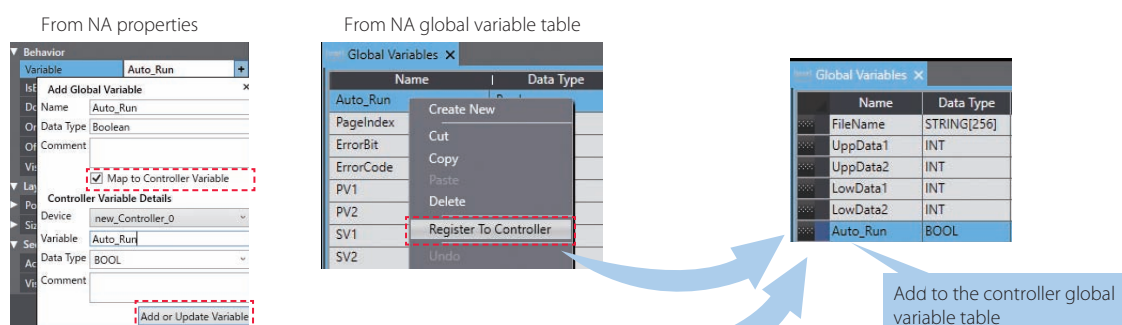 From NA properties
Behavior
Variable Auto_Run +
Add Global Variable ×
Name Auto_Run
Data Type Boolean
Comment
Map to Controller Variable
Controller Variable Details
Device new_Controller_0
Variable Auto_Run
Data Type BOOL
Comment
Add or Update Variable
From NA global variable table
Global Variables ×
Name Data Type
Auto_Run
PageIndex
ErrorBit
ErrorCode
PV1
PV2
SV1
SV2
Create New
Cut
Copy
Paste
Delete
Register To Controller
Undo
Global Variables ×
Name Data Type
FileName STRING[256]
UppData1 INT
UppData2 INT
LowData1 INT
LowData2 INT
Auto_Run BOOL
Add to the controller global
variable table